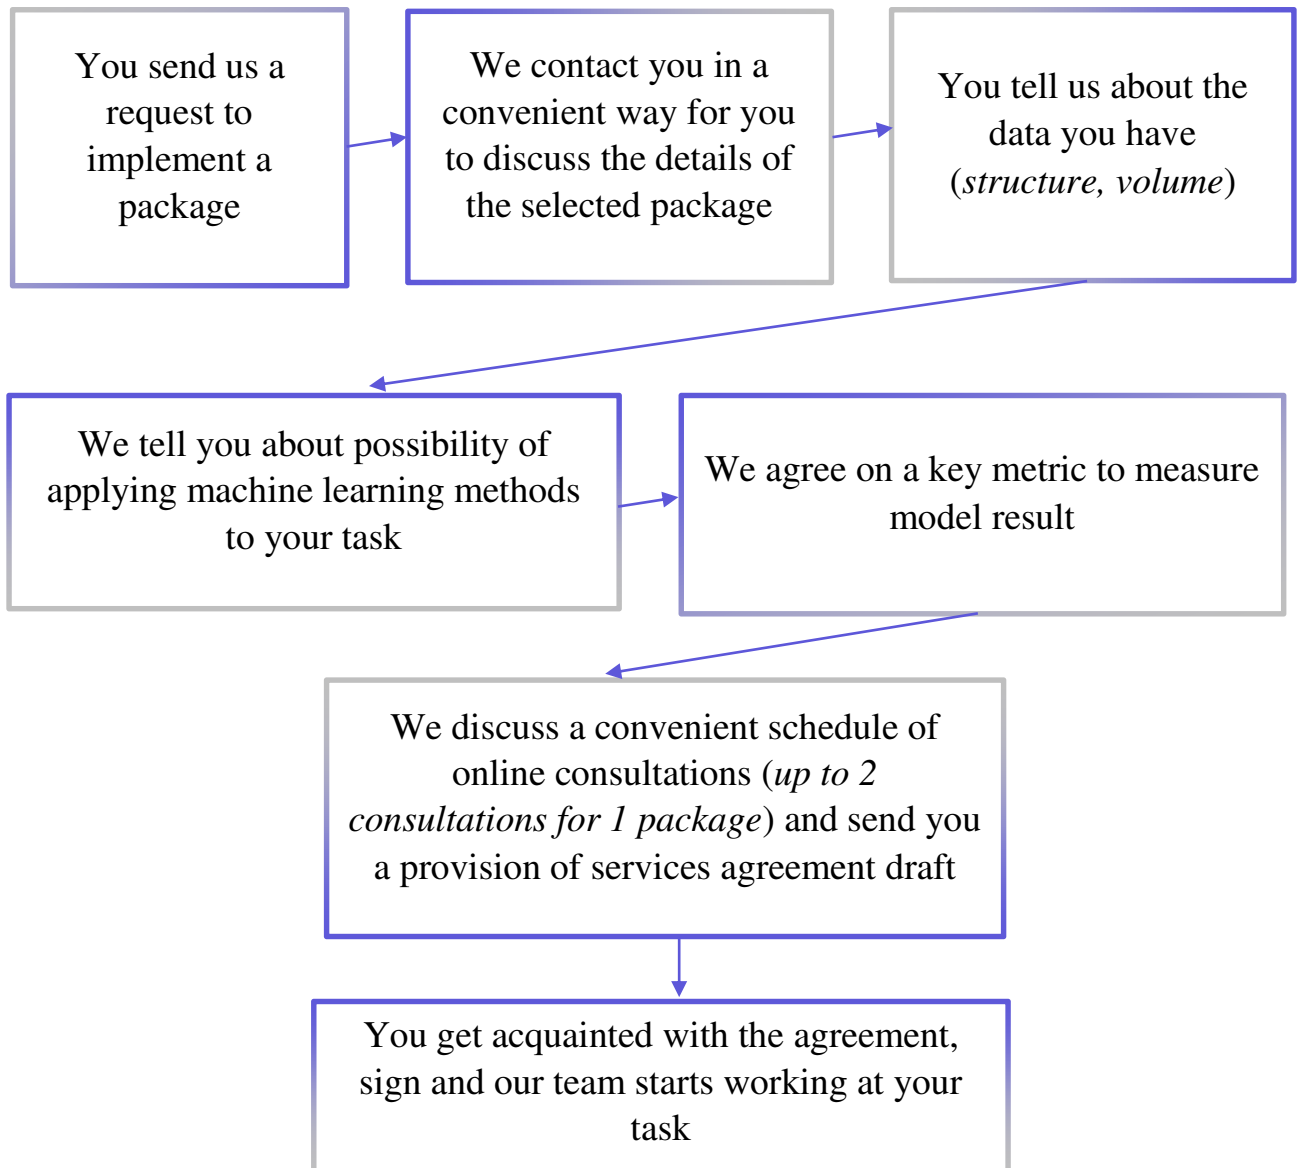 You send us a
request to
implement a
package
We contact you in a
convenient way for you
to discuss the details of
the selected package
You tell us about the
data you have
(structure, volume)
We tell you about possibility of
applying machine learning methods
to your task
We agree on a key metric to measure
model result
We discuss a convenient schedule of
online consultations (up to 2
consultations for 1 package) and send you
a provision of services agreement draft
You get acquainted with the agreement,
sign and our team starts working at your
task